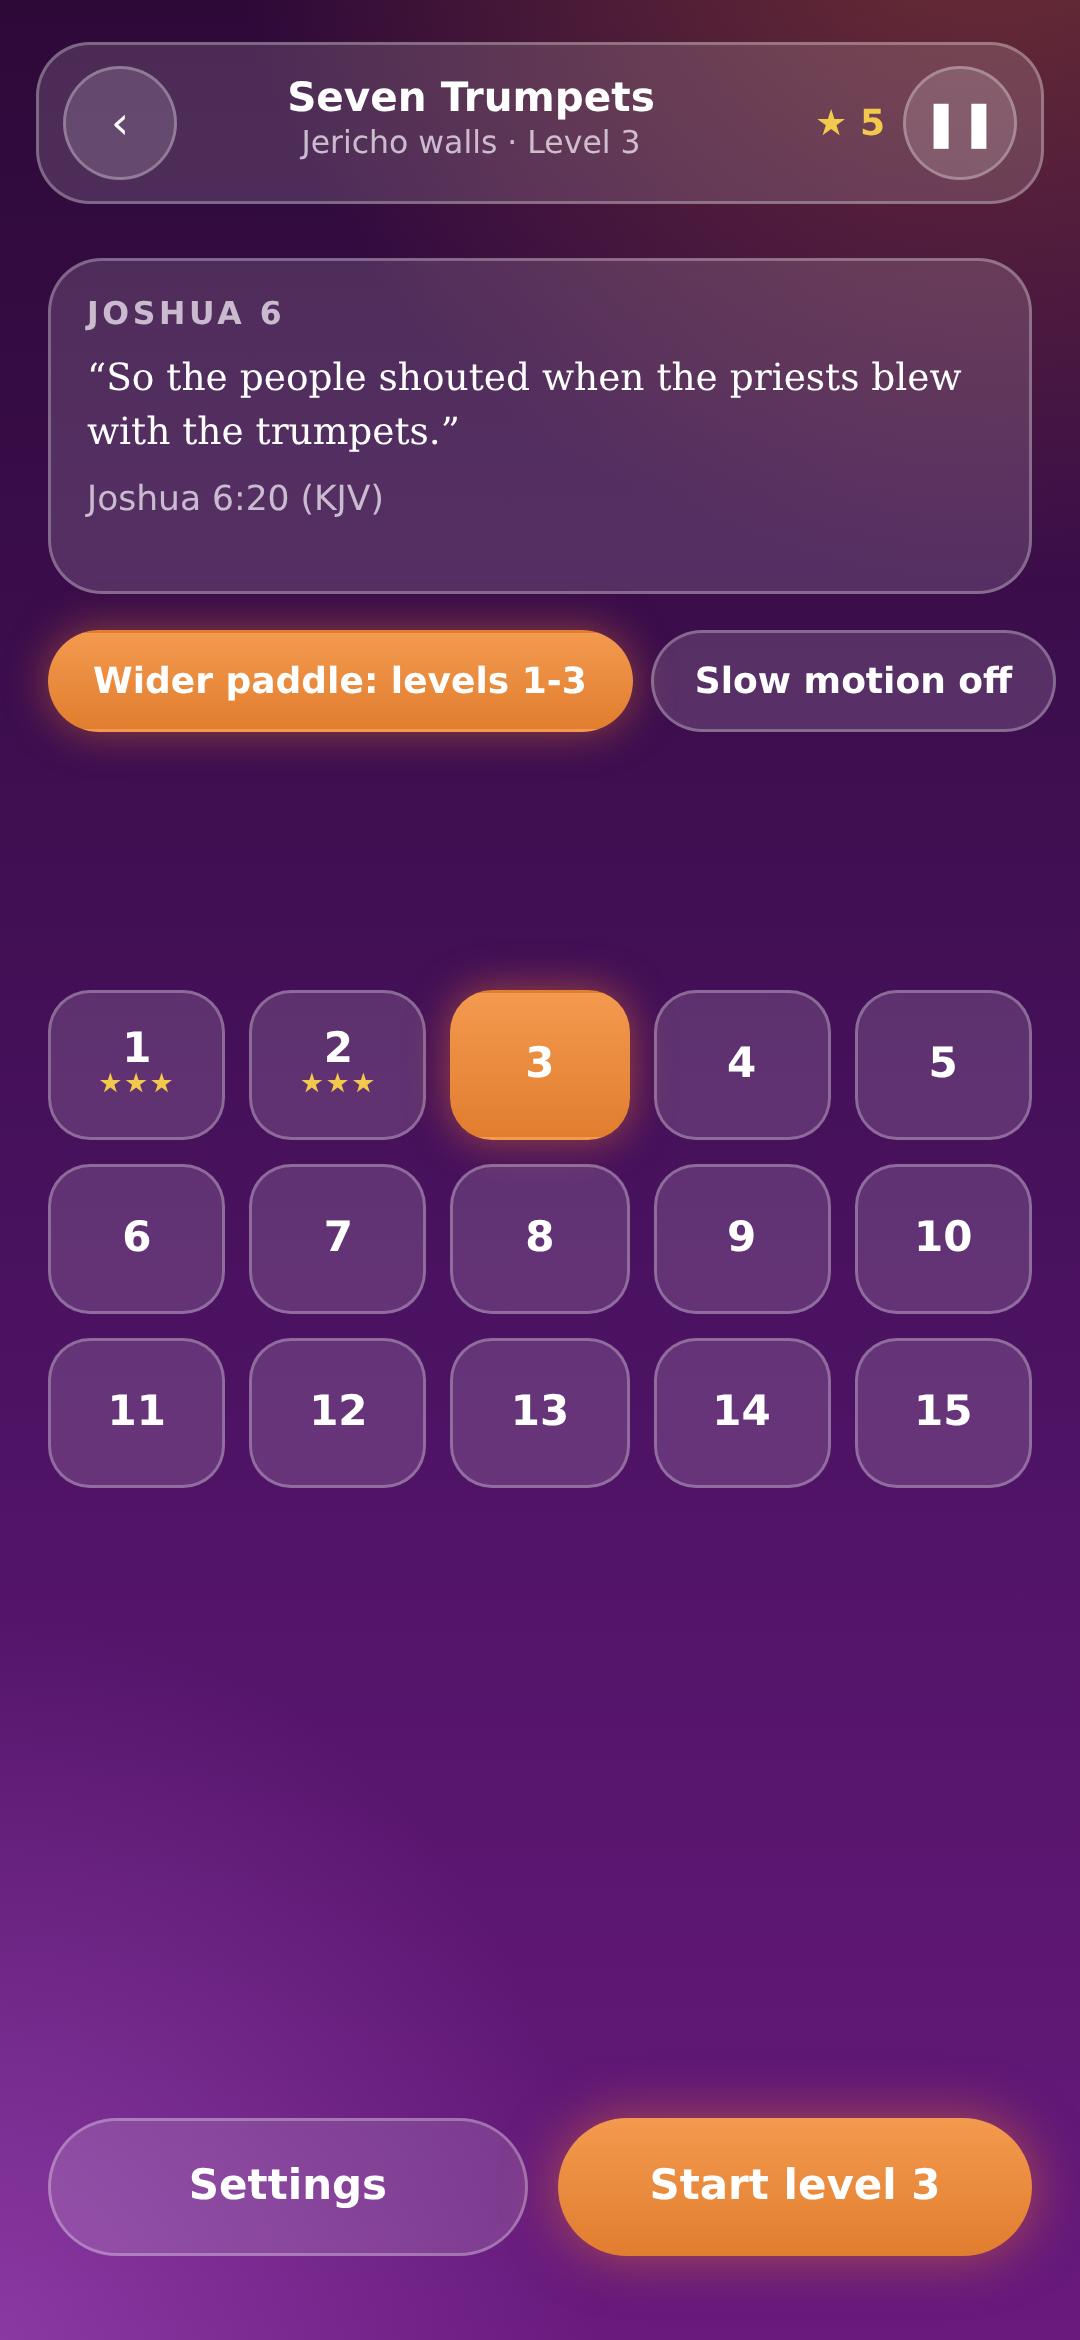 ‹
Seven Trumpets
Jericho walls · Level 3
★ 5
❚❚
JOSHUA 6
“So the people shouted when the priests blew
with the trumpets.”
Joshua 6:20 (KJV)
Wider paddle: levels 1-3
Slow motion off
1
★★★
2
★★★
3
4
5
6
7
8
9
10
11
12
13
14
15
Settings
Start level 3